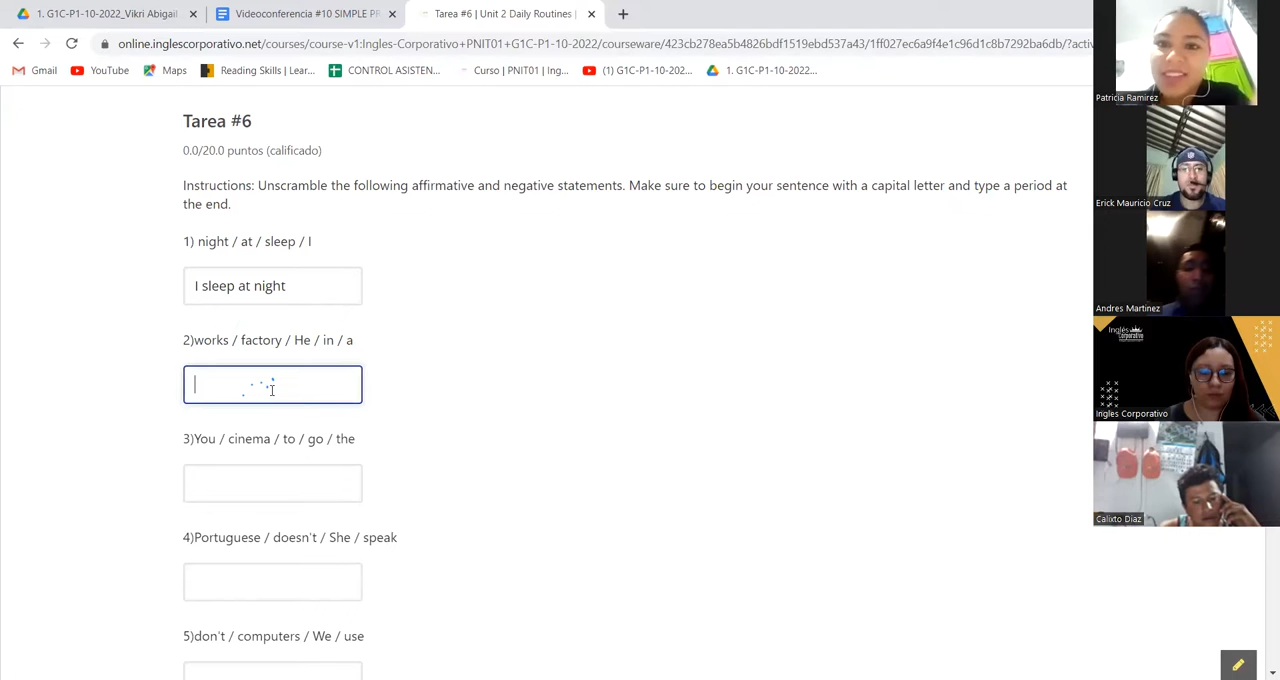 1. G1C-P1-10-2022_Vikri Abigail
Videoconferencia #10 SIMPLE PR
Tarea #6 | Unit 2 Daily Routines |
online.inglescorporativo.net/courses/course-v1:Ingles-Corporativo+PNIT01+G1C-P1-10-2022/courseware/423cb278ea5b4826bdf1519ebd537a43/1ff027ec6a9f4e1c96d1c8b7292ba6db/?activ
Gmail
YouTube
Maps
Reading Skills | Lear...
CONTROL ASISTEN...
Curso | PNIT01 | Ing...
(1) G1C-P1-10-202...
1. G1C-P1-10-2022...
Tarea #6
0.0/20.0 puntos (calificado)
Instructions: Unscramble the following affirmative and negative statements. Make sure to begin your sentence with a capital letter and type a period at
the end.
1) night / at / sleep / I
I sleep at night
2)works / factory / He / in / a
3)You / cinema / to / go / the
4)Portuguese / doesn't / She / speak
5)don't / computers / We / use
Patricia Ramirez
Erick Mauricio Cruz
Andres Martinez
Inglés
Corporativo
Ingles Corporativo
Calixto Diaz